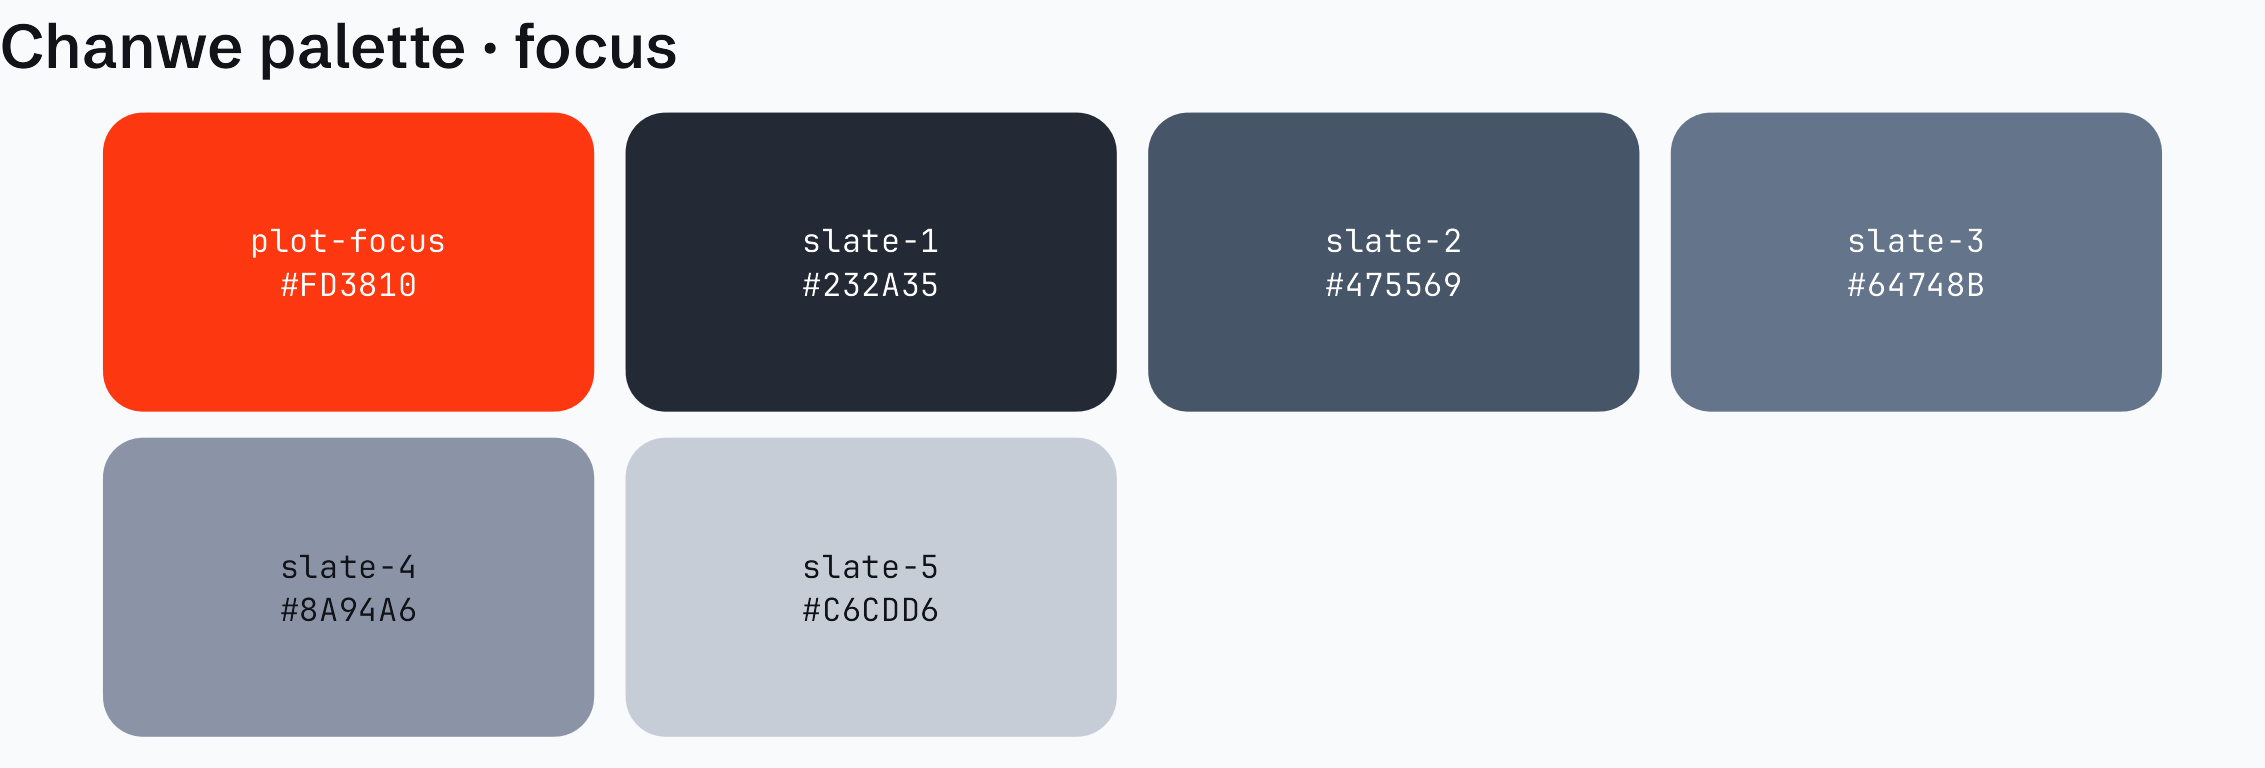 Chanwe palette · focus
plot-focus
#FD3810
slate-1
#232A35
slate-2
#475569
slate-3
#64748B
slate-4
#8A94A6
slate-5
#C6CDD6